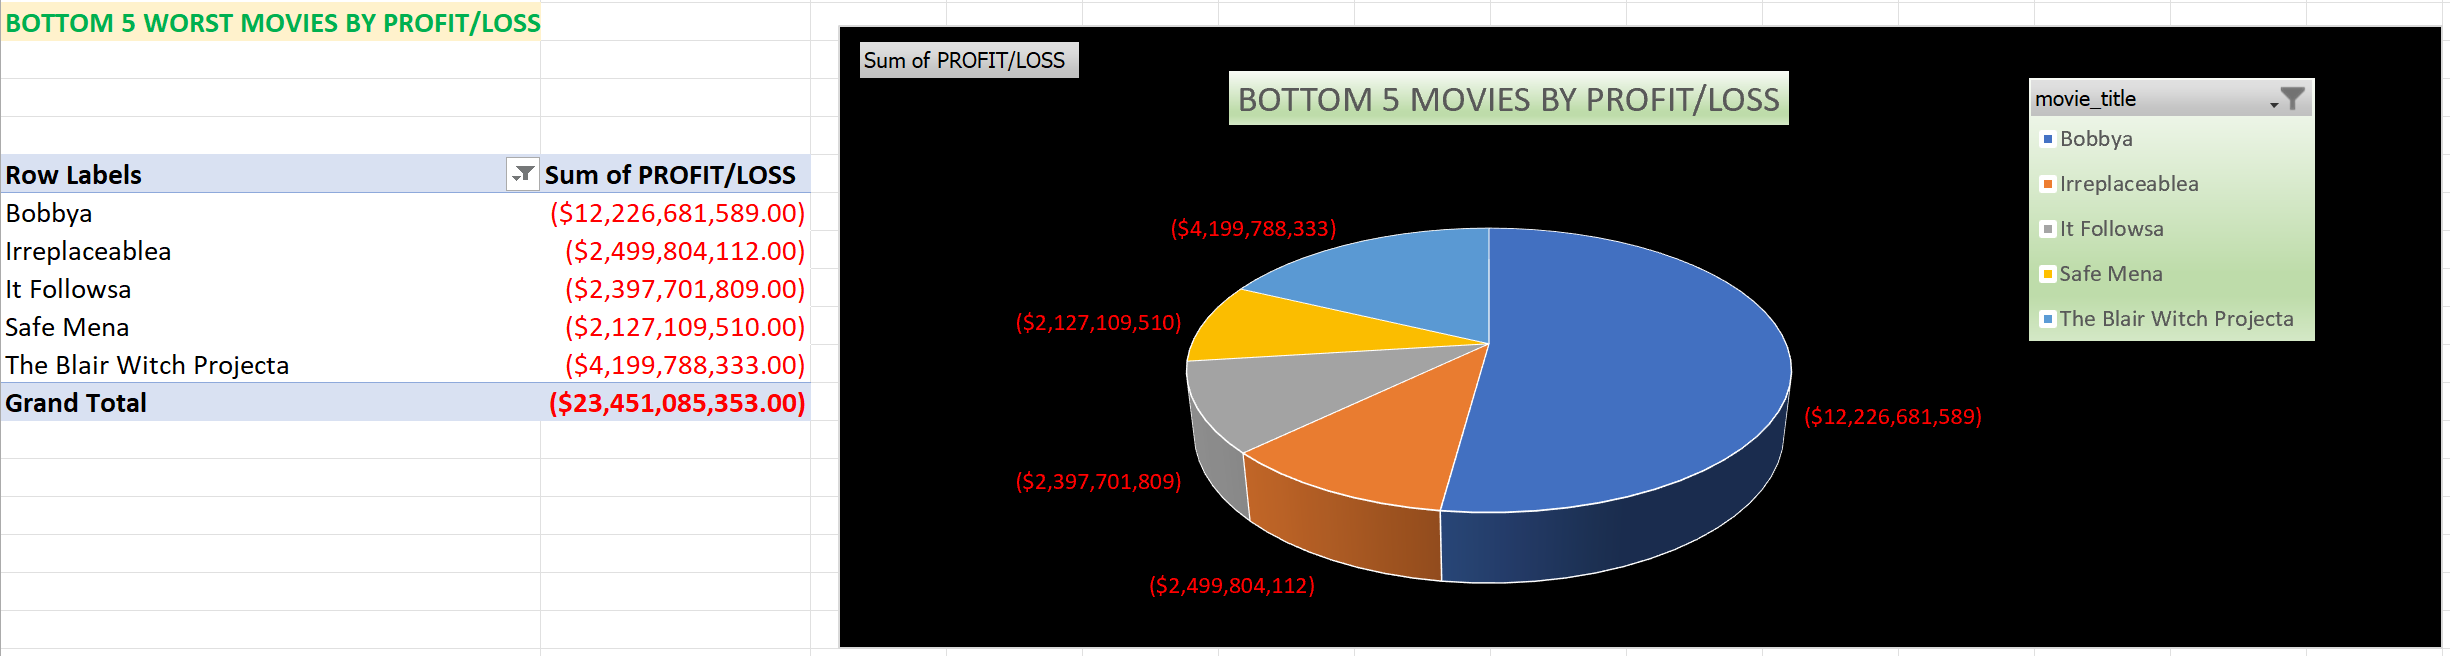 BOTTOM 5 WORST MOVIES BY PROFIT/LOSS
Row Labels Sum of PROFIT/LOSS
Bobbya ($12,226,681,589.00)
Irreplaceablea ($2,499,804,112.00)
It Followsa ($2,397,701,809.00)
Safe Mena ($2,127,109,510.00)
The Blair Witch Projecta ($4,199,788,333.00)
Grand Total ($23,451,085,353.00)
Sum of PROFIT/LOSS
BOTTOM 5 MOVIES BY PROFIT/LOSS
($4,199,788,333)
($2,127,109,510)
($12,226,681,589)
($2,397,701,809)
($2,499,804,112)
movie_title
Bobbya
Irreplaceablea
It Followsa
Safe Mena
The Blair Witch Projecta